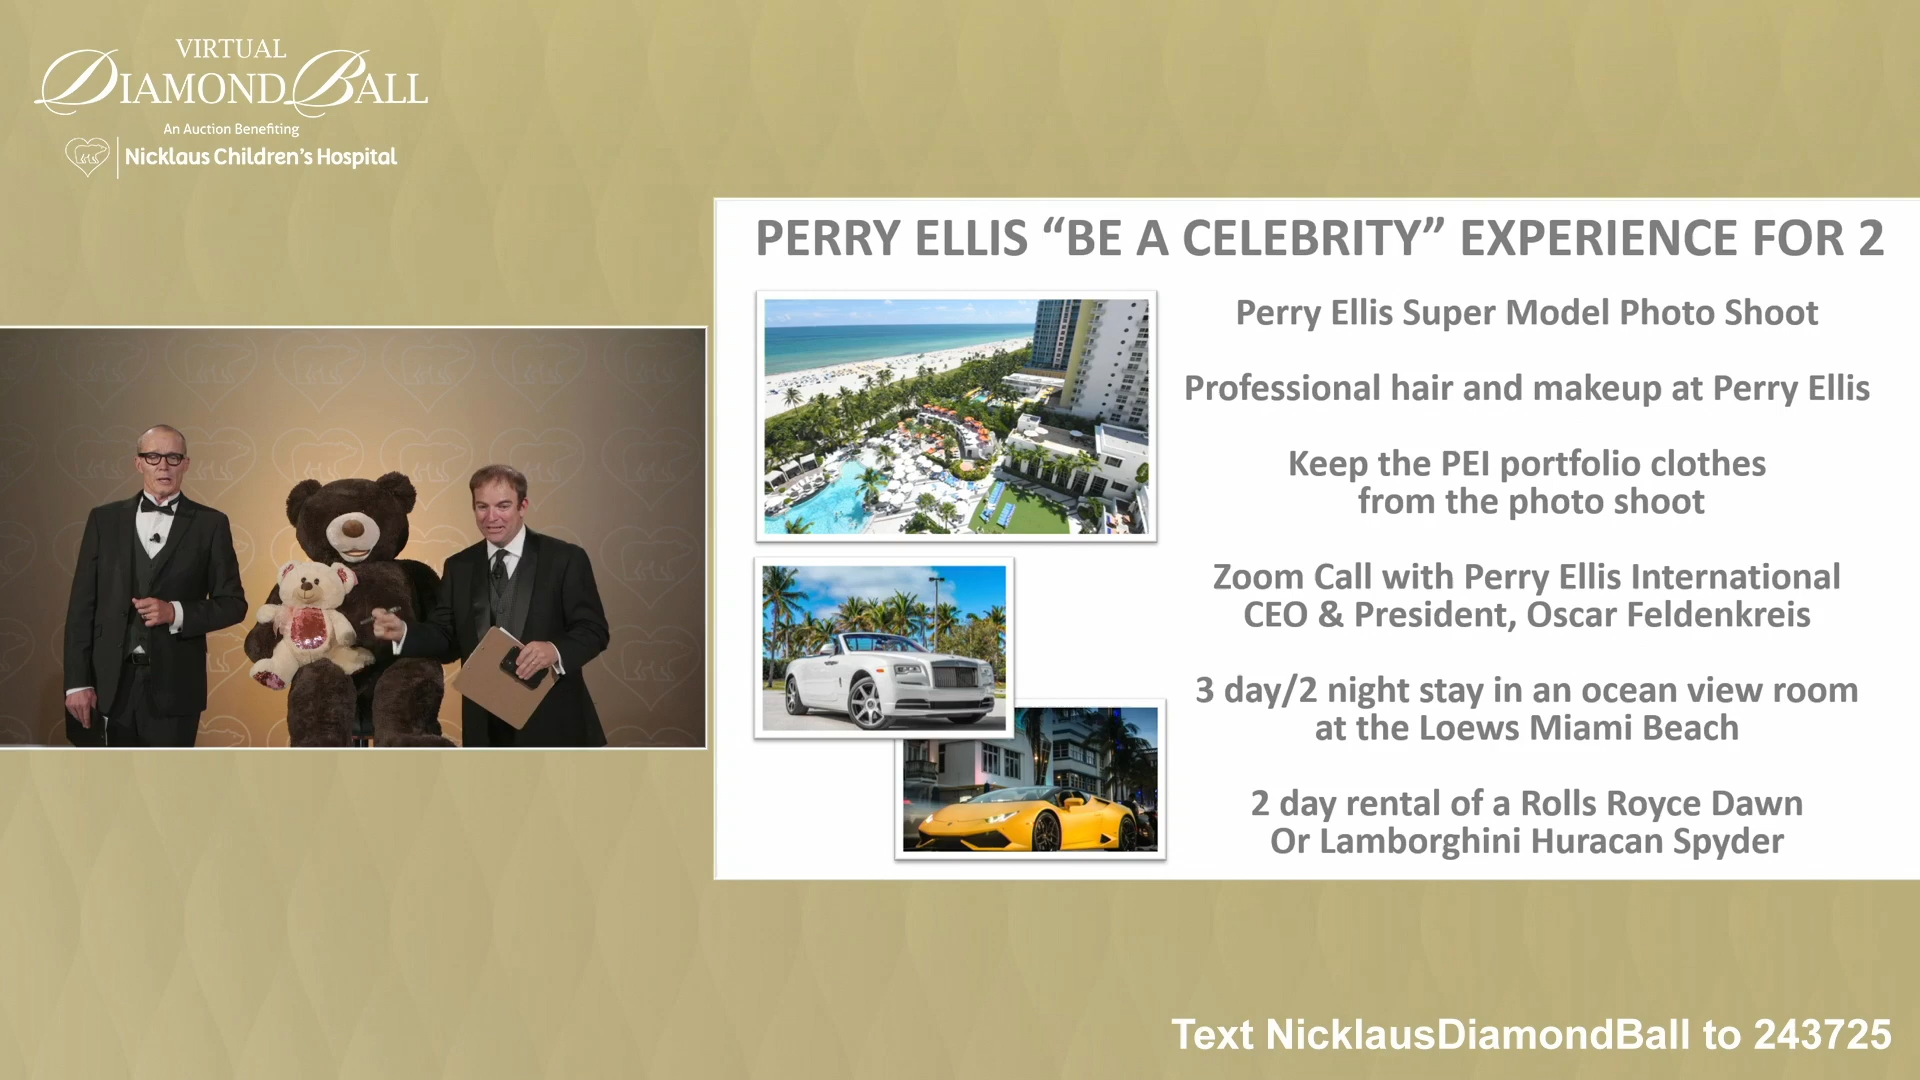 VIRTUAL
DIAMOND BALL
An Auction Benefiting
Nicklaus Children's Hospital
PERRY ELLIS “BE A CELEBRITY” EXPERIENCE FOR 2
Perry Ellis Super Model Photo Shoot
Professional hair and makeup at Perry Ellis
Keep the PEI portfolio clothes
from the photo shoot
Zoom Call with Perry Ellis International
CEO & President, Oscar Feldenkreis
3 day/2 night stay in an ocean view room
at the Loews Miami Beach
2 day rental of a Rolls Royce Dawn
Or Lamborghini Huracan Spyder
Text NicklausDiamondBall to 243725